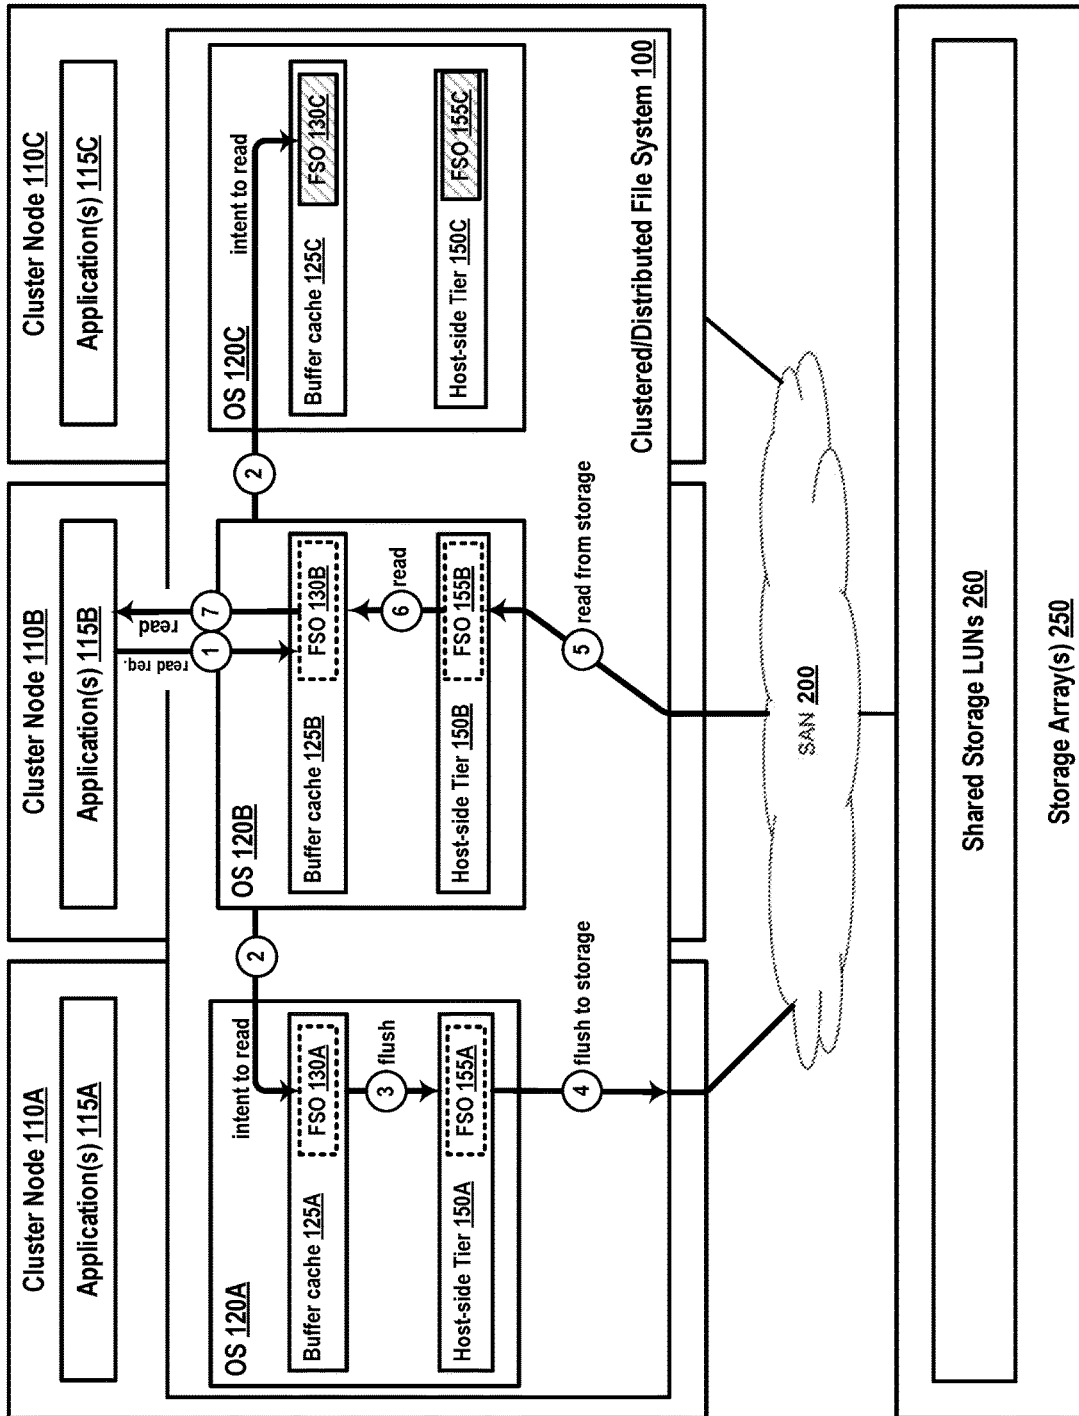 Cluster Node 110A
Application(s) 115A
OS 120A
intent to read
Buffer cache 125A
FSO 130A
3
flush
Host-side Tier 150A
FSO 155A
4
flush to storage
2
Cluster Node 110B
Application(s) 115B
read req.
1
read
7
OS 120B
Buffer cache 125B
FSO 130B
6
read
Host-side Tier 150B
FSO 155B
5
read from storage
2
Cluster Node 110C
Application(s) 115C
OS 120C
intent to read
Buffer cache 125C
FSO 130C
Host-side Tier 150C
FSO 155C
Clustered/Distributed File System 100
SAN 200
Shared Storage LUNs 260
Storage Array(s) 250